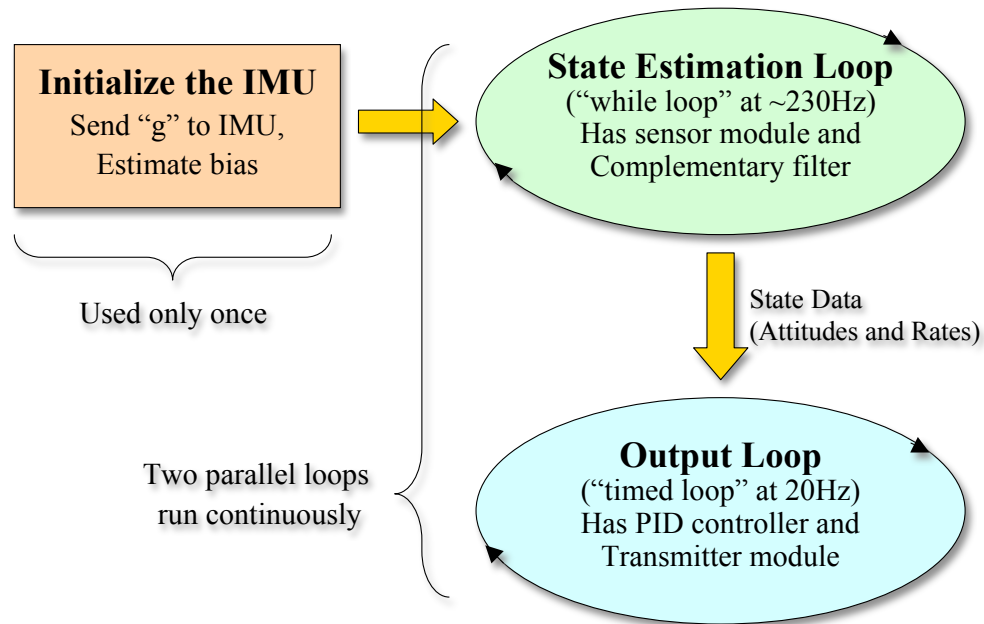 Initialize the IMU
Send “g” to IMU,
Estimate bias
Used only once
State Estimation Loop
(“while loop” at ~230Hz)
Has sensor module and
Complementary filter
State Data
(Attitudes and Rates)
Two parallel loops
run continuously
Output Loop
(“timed loop” at 20Hz)
Has PID controller and
Transmitter module